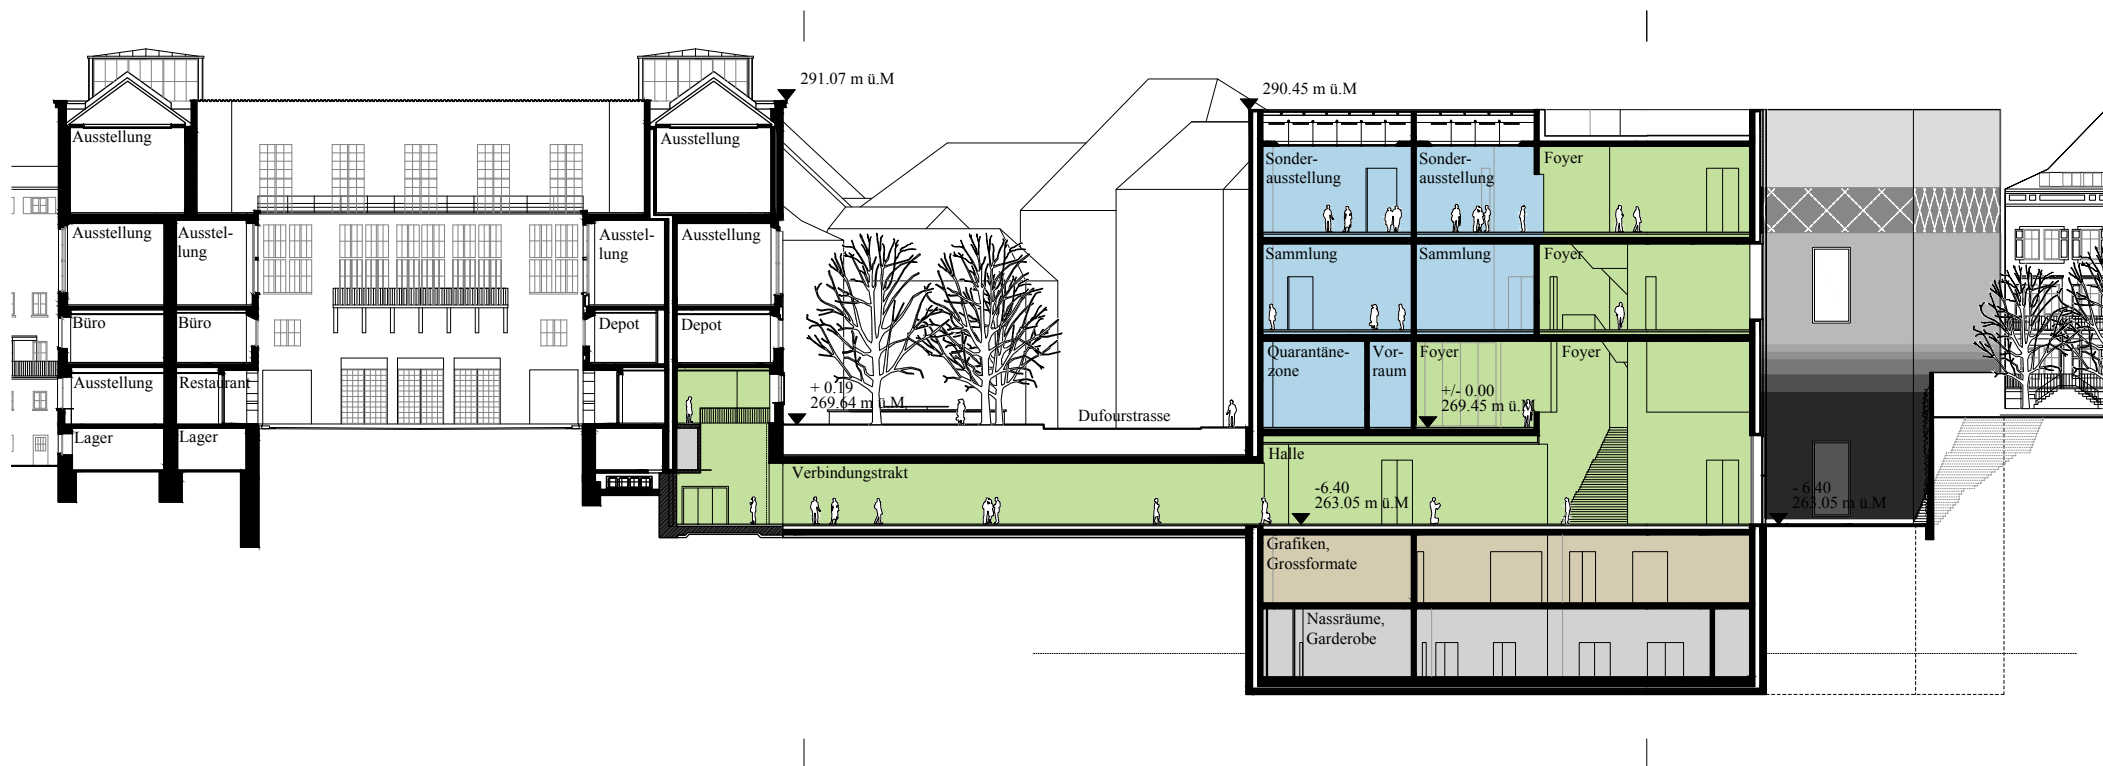 291.07 m ü.M
290.45 m ü.M
Ausstellung
Ausstellung
Sonder-
ausstellung
Sonder-
ausstellung
Foyer
Ausstellung
Ausstel-
lung
Ausstel-
lung
Ausstellung
Sammlung
Sammlung
Foyer
Büro
Büro
Depot
Depot
Quarantäne-
zone
Vor-
raum
Foyer
Foyer
Ausstellung
Restaurant
+ 0.19
269.64 m ü.M
+/- 0.00
269.45 m ü.M
Dufourstrasse
Lager
Lager
Verbindungstrakt
Halle
-6.40
263.05 m ü.M
- 6.40
263.05 m ü.M
Grafiken,
Grossformate
Nassräume,
Garderobe